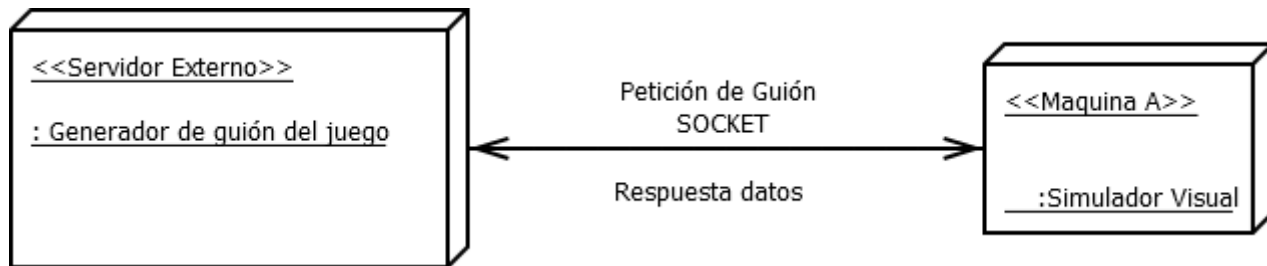 <<Servidor Externo>>
: Generador de guión del juego
Petición de Guión
SOCKET
Respuesta datos
<<Maquina A>>
:Simulador Visual